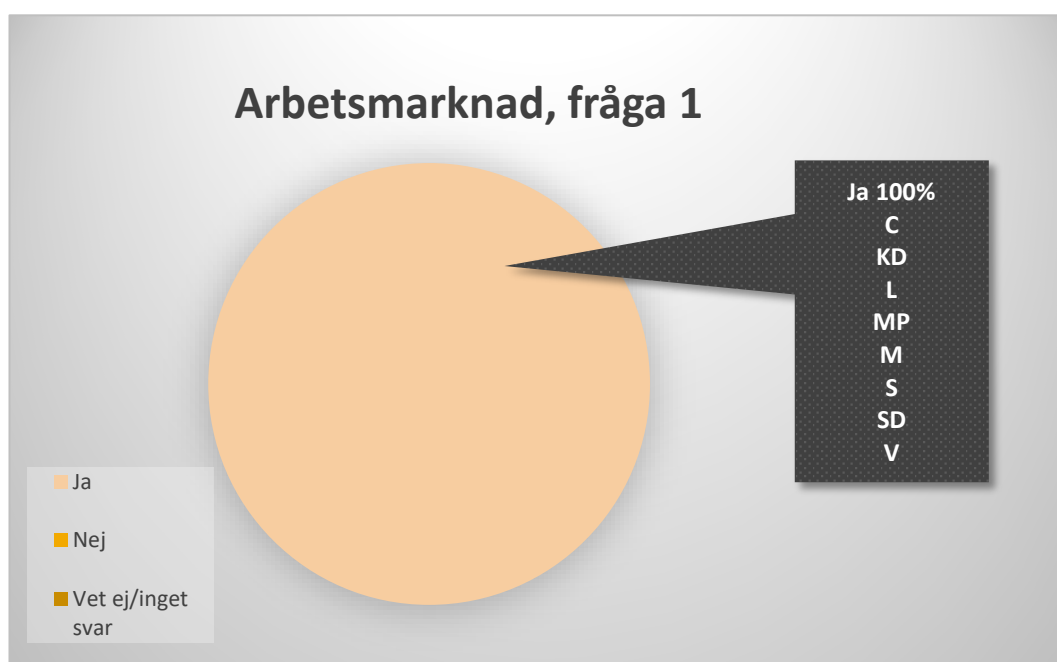 Arbetsmarknad, fråga 1
Ja 100%
C
KD
L
MP
M
S
SD
V
Ja
Nej
Vet ej/inget
svar